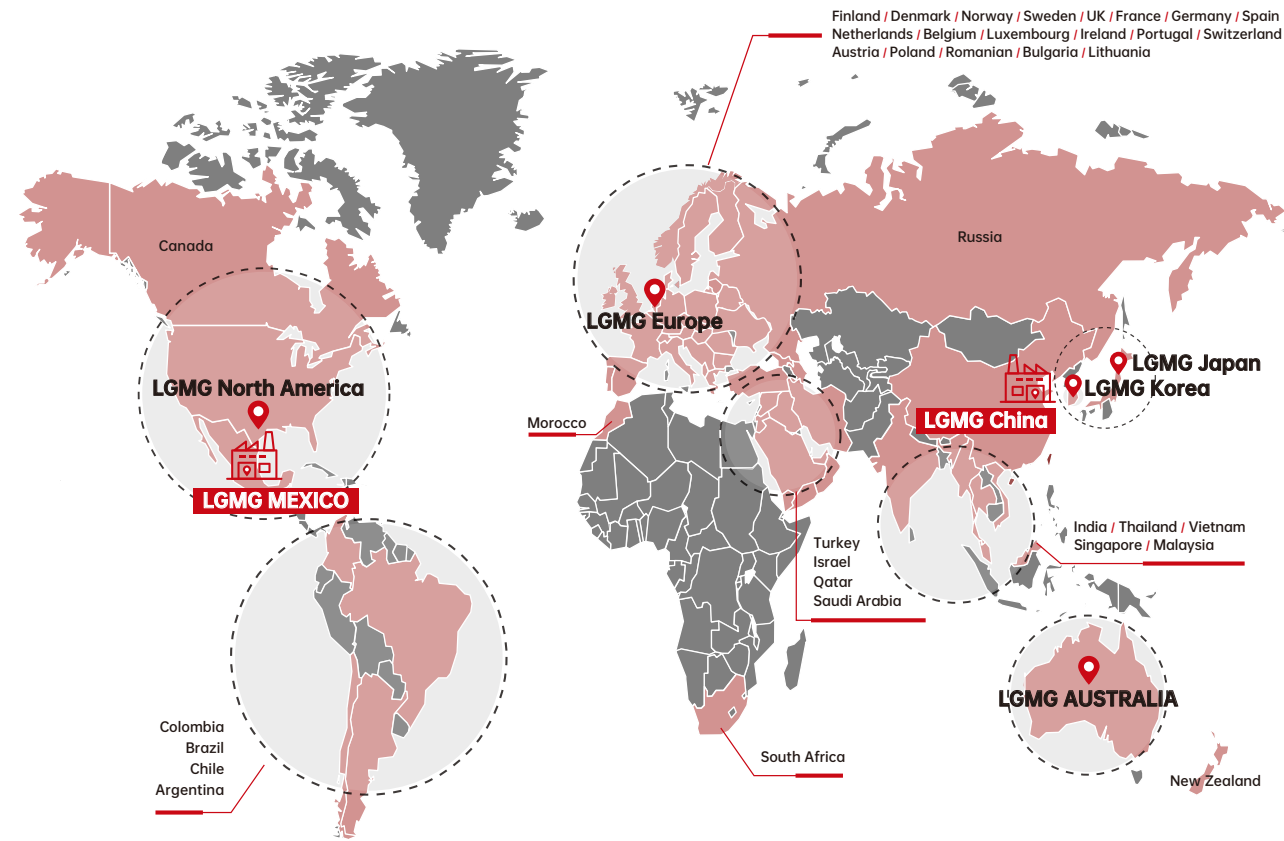 Finland / Denmark / Norway / Sweden / UK / France / Germany / Spain
Netherlands / Belgium / Luxembourg / Ireland / Portugal / Switzerland
Austria / Poland / Romanian / Bulgaria / Lithuania
Canada
Russia
LGMG Europe
LGMG North America
LGMG Japan
LGMG Korea
LGMG China
Morocco
LGMG MEXICO
India / Thailand / Vietnam
Singapore / Malaysia
Turkey
Israel
Qatar
Saudi Arabia
LGMG AUSTRALIA
Colombia
Brazil
Chile
Argentina
South Africa
New Zealand